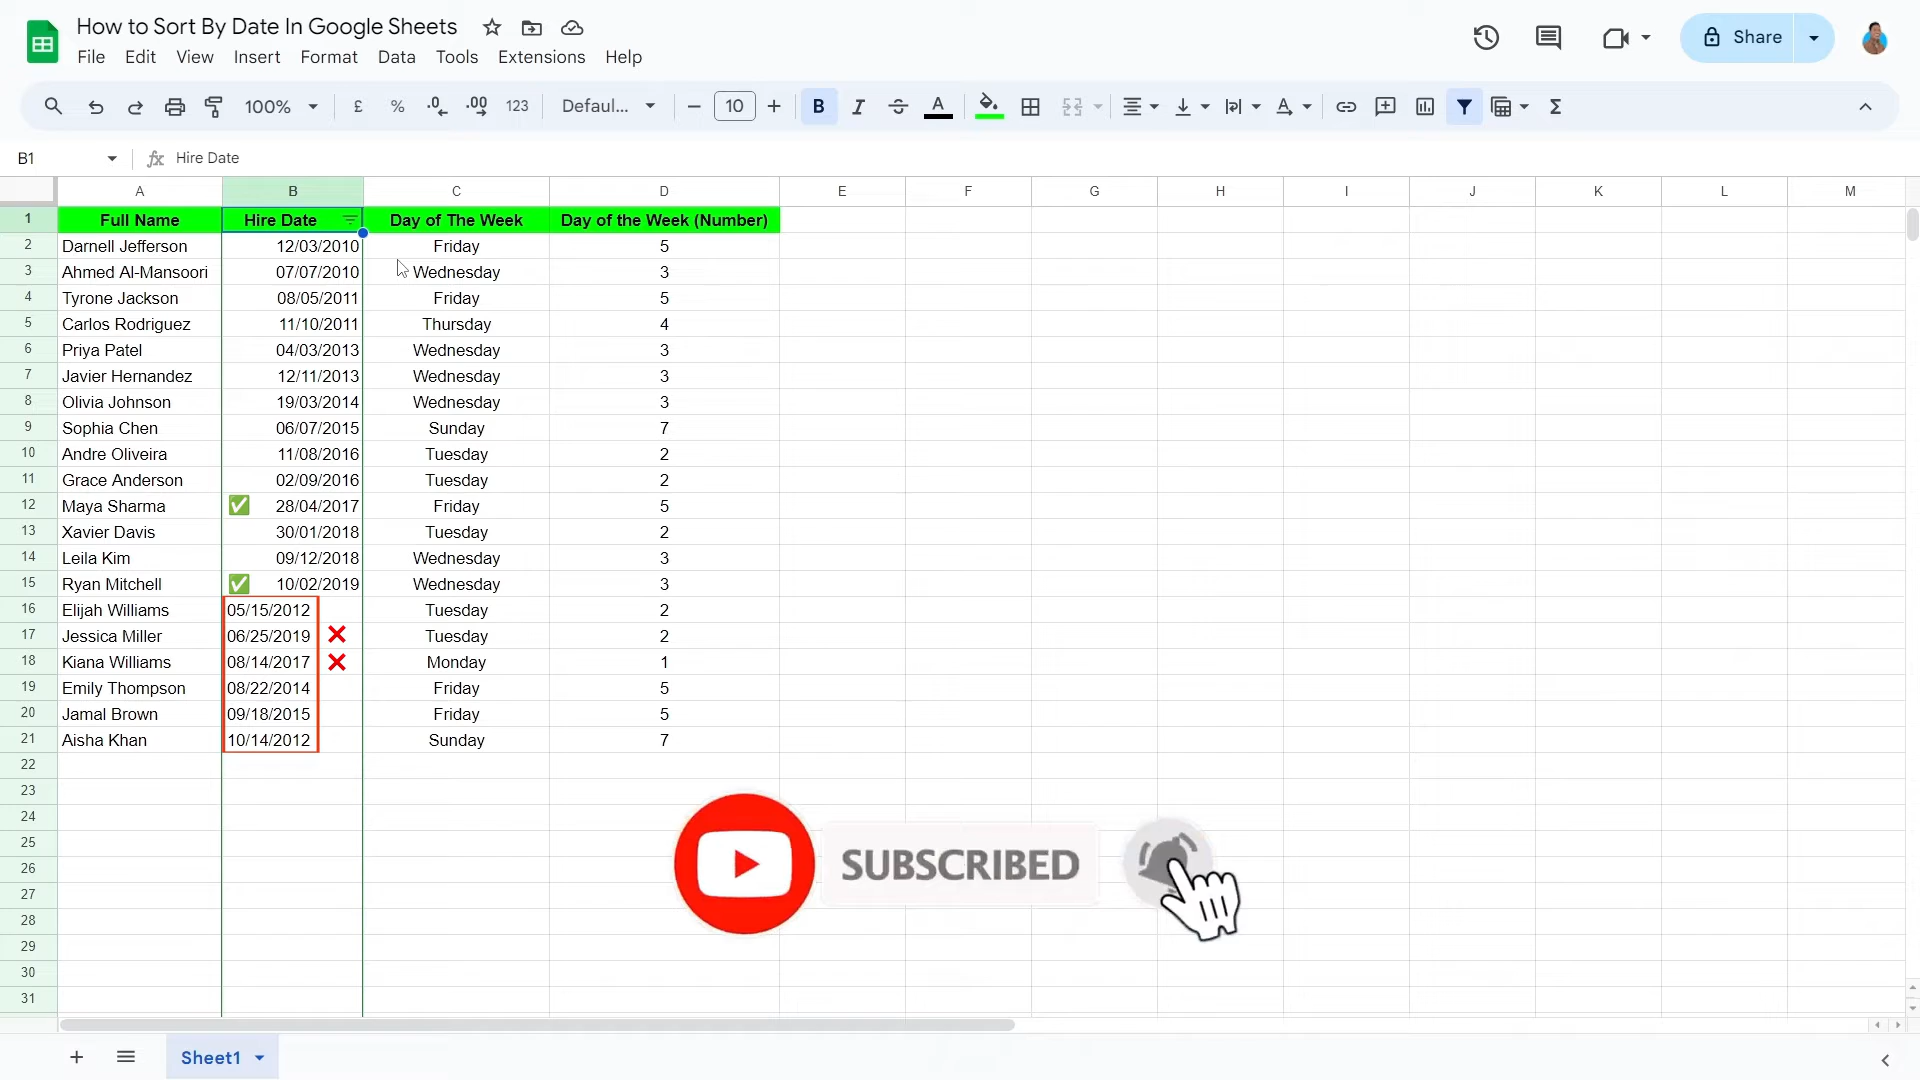 How to Sort By Date In Google Sheets
File Edit View Insert Format Data Tools Extensions Help
Share
100% £ % .0 .00 123 Defaul... 10 B I S A A Σ
B1 fx Hire Date
A B C D E F G H I J K L M
1 Full Name Hire Date Day of The Week Day of the Week (Number)
2 Darnell Jefferson 12/03/2010 Friday 5
3 Ahmed Al-Mansoori 07/07/2010 Wednesday 3
4 Tyrone Jackson 08/05/2011 Friday 5
5 Carlos Rodriguez 11/10/2011 Thursday 4
6 Priya Patel 04/03/2013 Wednesday 3
7 Javier Hernandez 12/11/2013 Wednesday 3
8 Olivia Johnson 19/03/2014 Wednesday 3
9 Sophia Chen 06/07/2015 Sunday 7
10 Andre Oliveira 11/08/2016 Tuesday 2
11 Grace Anderson 02/09/2016 Tuesday 2
12 Maya Sharma ✅ 28/04/2017 Friday 5
13 Xavier Davis 30/01/2018 Tuesday 2
14 Leila Kim 09/12/2018 Wednesday 3
15 Ryan Mitchell ✅ 10/02/2019 Wednesday 3
16 Elijah Williams 05/15/2012 Tuesday 2
17 Jessica Miller 06/25/2019 ❌ Tuesday 2
18 Kiana Williams 08/14/2017 ❌ Monday 1
19 Emily Thompson 08/22/2014 Friday 5
20 Jamal Brown 09/18/2015 Friday 5
21 Aisha Khan 10/14/2012 Sunday 7
22
23
24
25
26
27
28
29
30
31
SUBSCRIBED
Sheet1